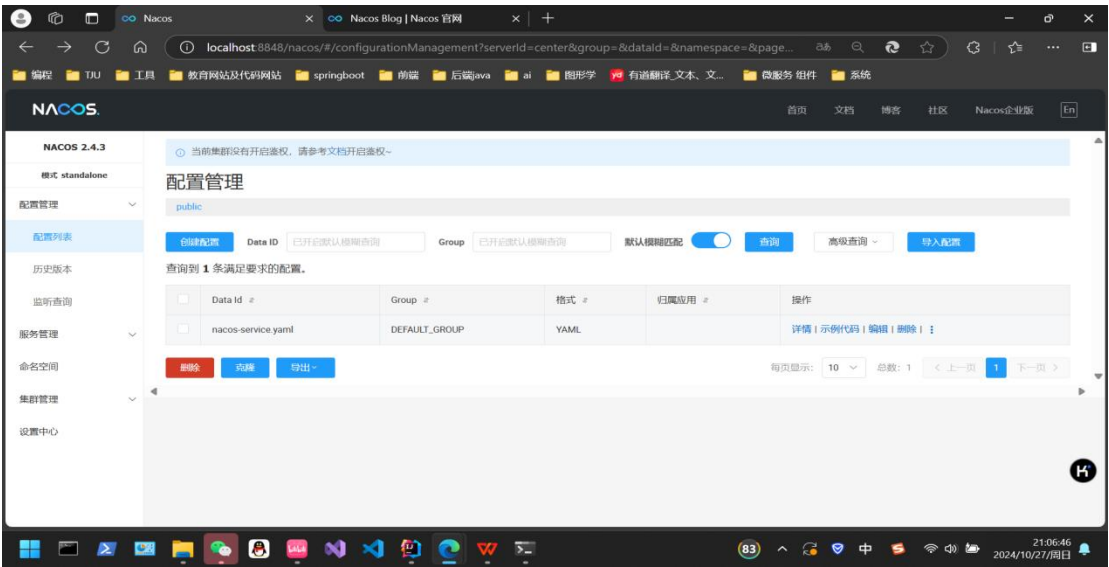 Nacos
Nacos Blog | Nacos 官网
localhost:8848/nacos/#/configurationManagement?serverId=center&group=&dataId=&namespace=&page...
编程 TJU 工具 教育网站及代码网站 springboot 前端 后端java ai 图形学 yd 有道翻译_文本、文... 微服务 组件 系统
NACOS.
首页 文档 博客 社区 Nacos企业版 En
NACOS 2.4.3
模式 standalone
配置管理
配置列表
历史版本
监听查询
服务管理
命名空间
集群管理
设置中心
当前集群没有开启鉴权,请参考文档开启鉴权~
配置管理
public
创建配置 Data ID 已开启默认模糊查询 Group 已开启默认模糊查询 默认模糊匹配 查询 高级查询 导入配置
查询到 1 条满足要求的配置。
Data Id Group 格式 归属应用 操作
nacos-service.yaml DEFAULT_GROUP YAML 详情 | 示例代码 | 编辑 | 删除 |
删除 克隆 导出 每页显示: 10 总数: 1 < 上一页 1 下一页 >
K
83 中
21:06:46
2024/10/27/周日